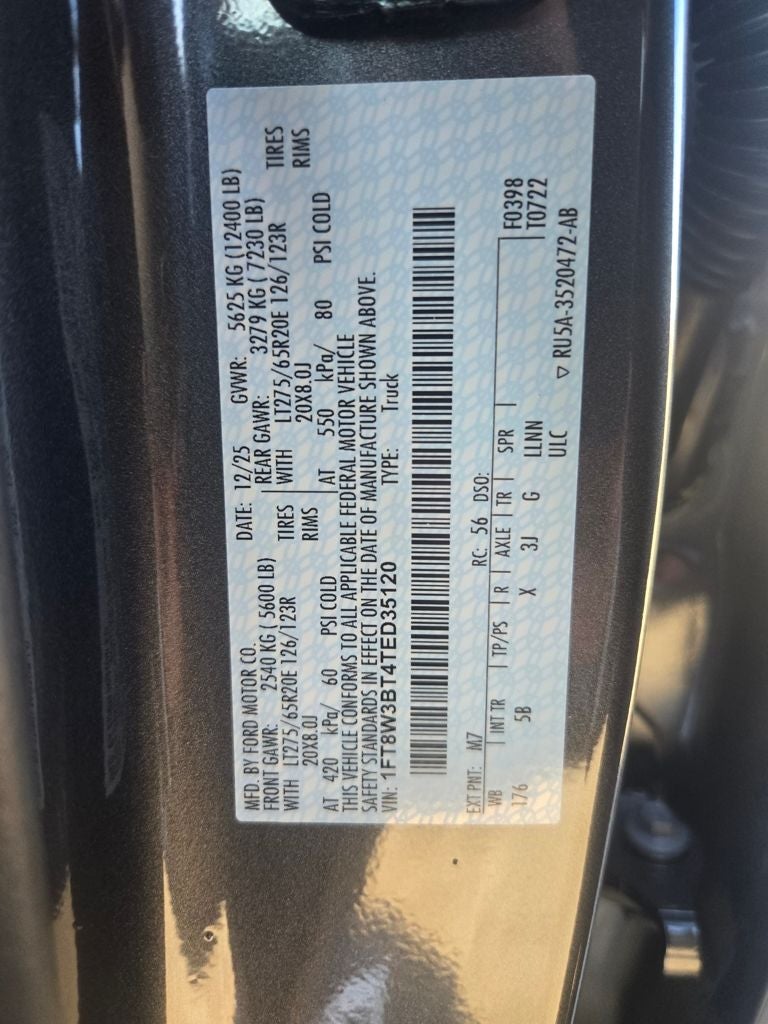 MFD. BY FORD MOTOR CO.
DATE: 12/25 GVWR: 5625 KG (12400 LB)
FRONT GAWR: 2540 KG ( 5600 LB) REAR GAWR: 3279 KG ( 7230 LB)
WITH LT275/65R20E 126/123R TIRES WITH LT275/65R20E 126/123R TIRES
20X8.0J RIMS 20X8.0J RIMS
AT 420 kPa/ 60 PSI COLD AT 550 kPa/ 80 PSI COLD
THIS VEHICLE CONFORMS TO ALL APPLICABLE FEDERAL MOTOR VEHICLE
SAFETY STANDARDS IN EFFECT ON THE DATE OF MANUFACTURE SHOWN ABOVE.
VIN: 1FT8W3BT4TED35120 TYPE: Truck
EXT PNT: M7 RC: 56 DSO:
WB | INT TR | TP/PS | R | AXLE | TR | SPR | F0398
176 5B X 3J G LLNN T0722
ULC
▽ RU5A-3520472-AB